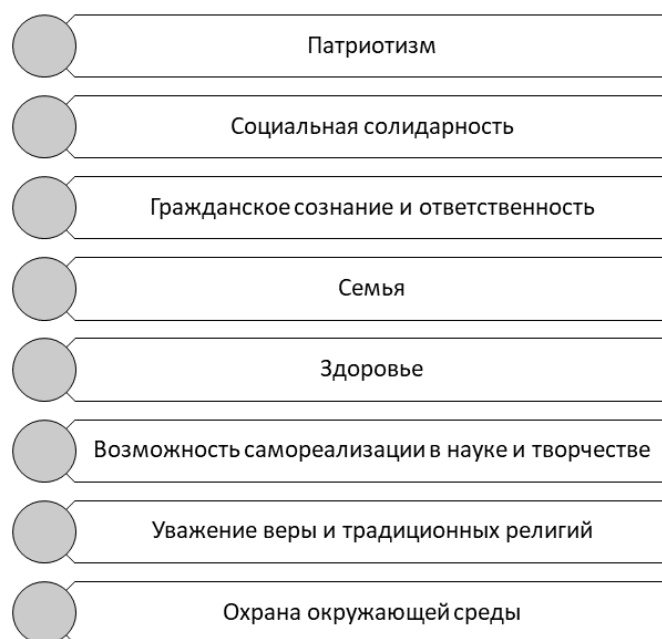 Патриотизм
Социальная солидарность
Гражданское сознание и ответственность
Семья
Здоровье
Возможность самореализации в науке и творчестве
Уважение веры и традиционных религий
Охрана окружающей среды